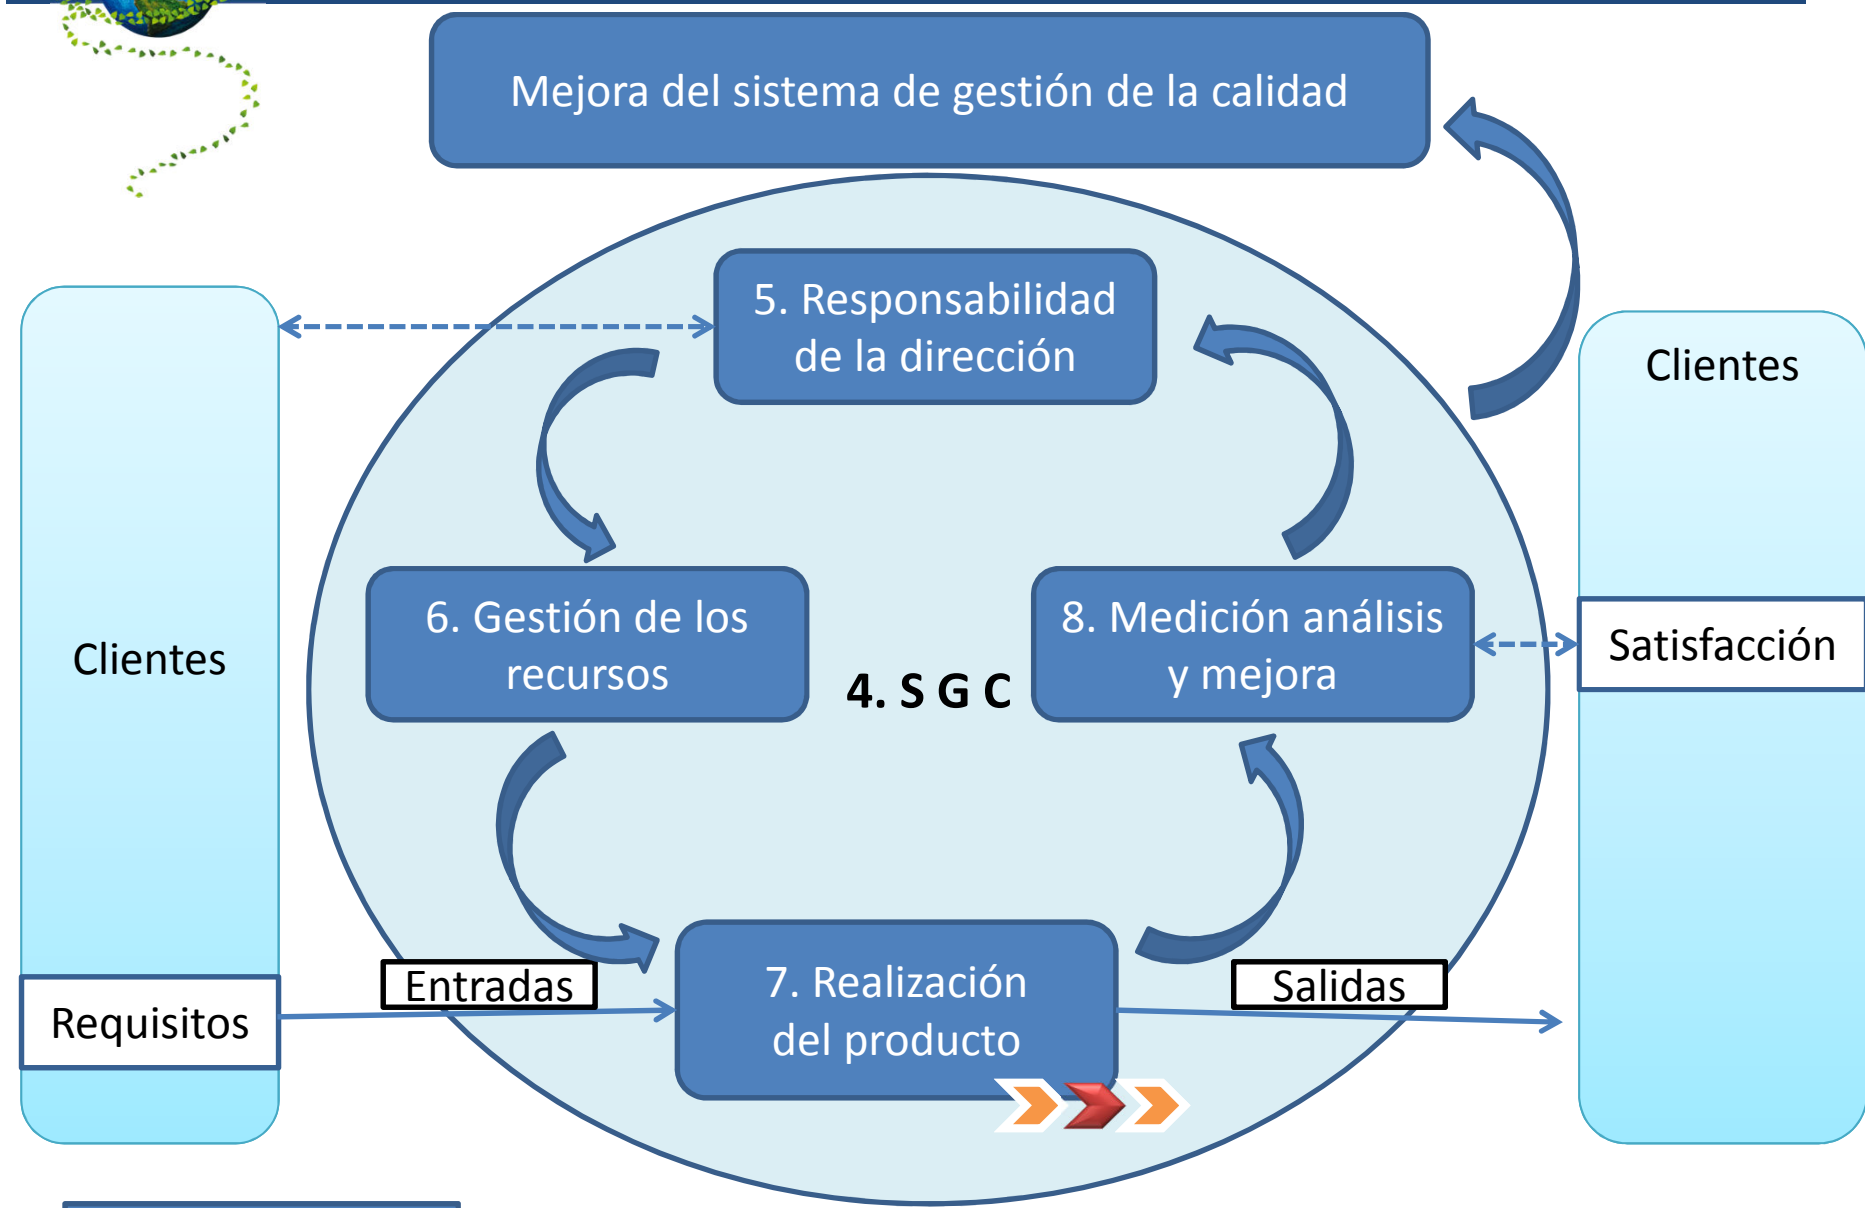 Mejora del sistema de gestión de la calidad
5. Responsabilidad
de la dirección
Clientes
Clientes
6. Gestión de los
recursos
4. S G C
8. Medición análisis
y mejora
Satisfacción
Entradas
Salidas
Requisitos
7. Realización
del producto